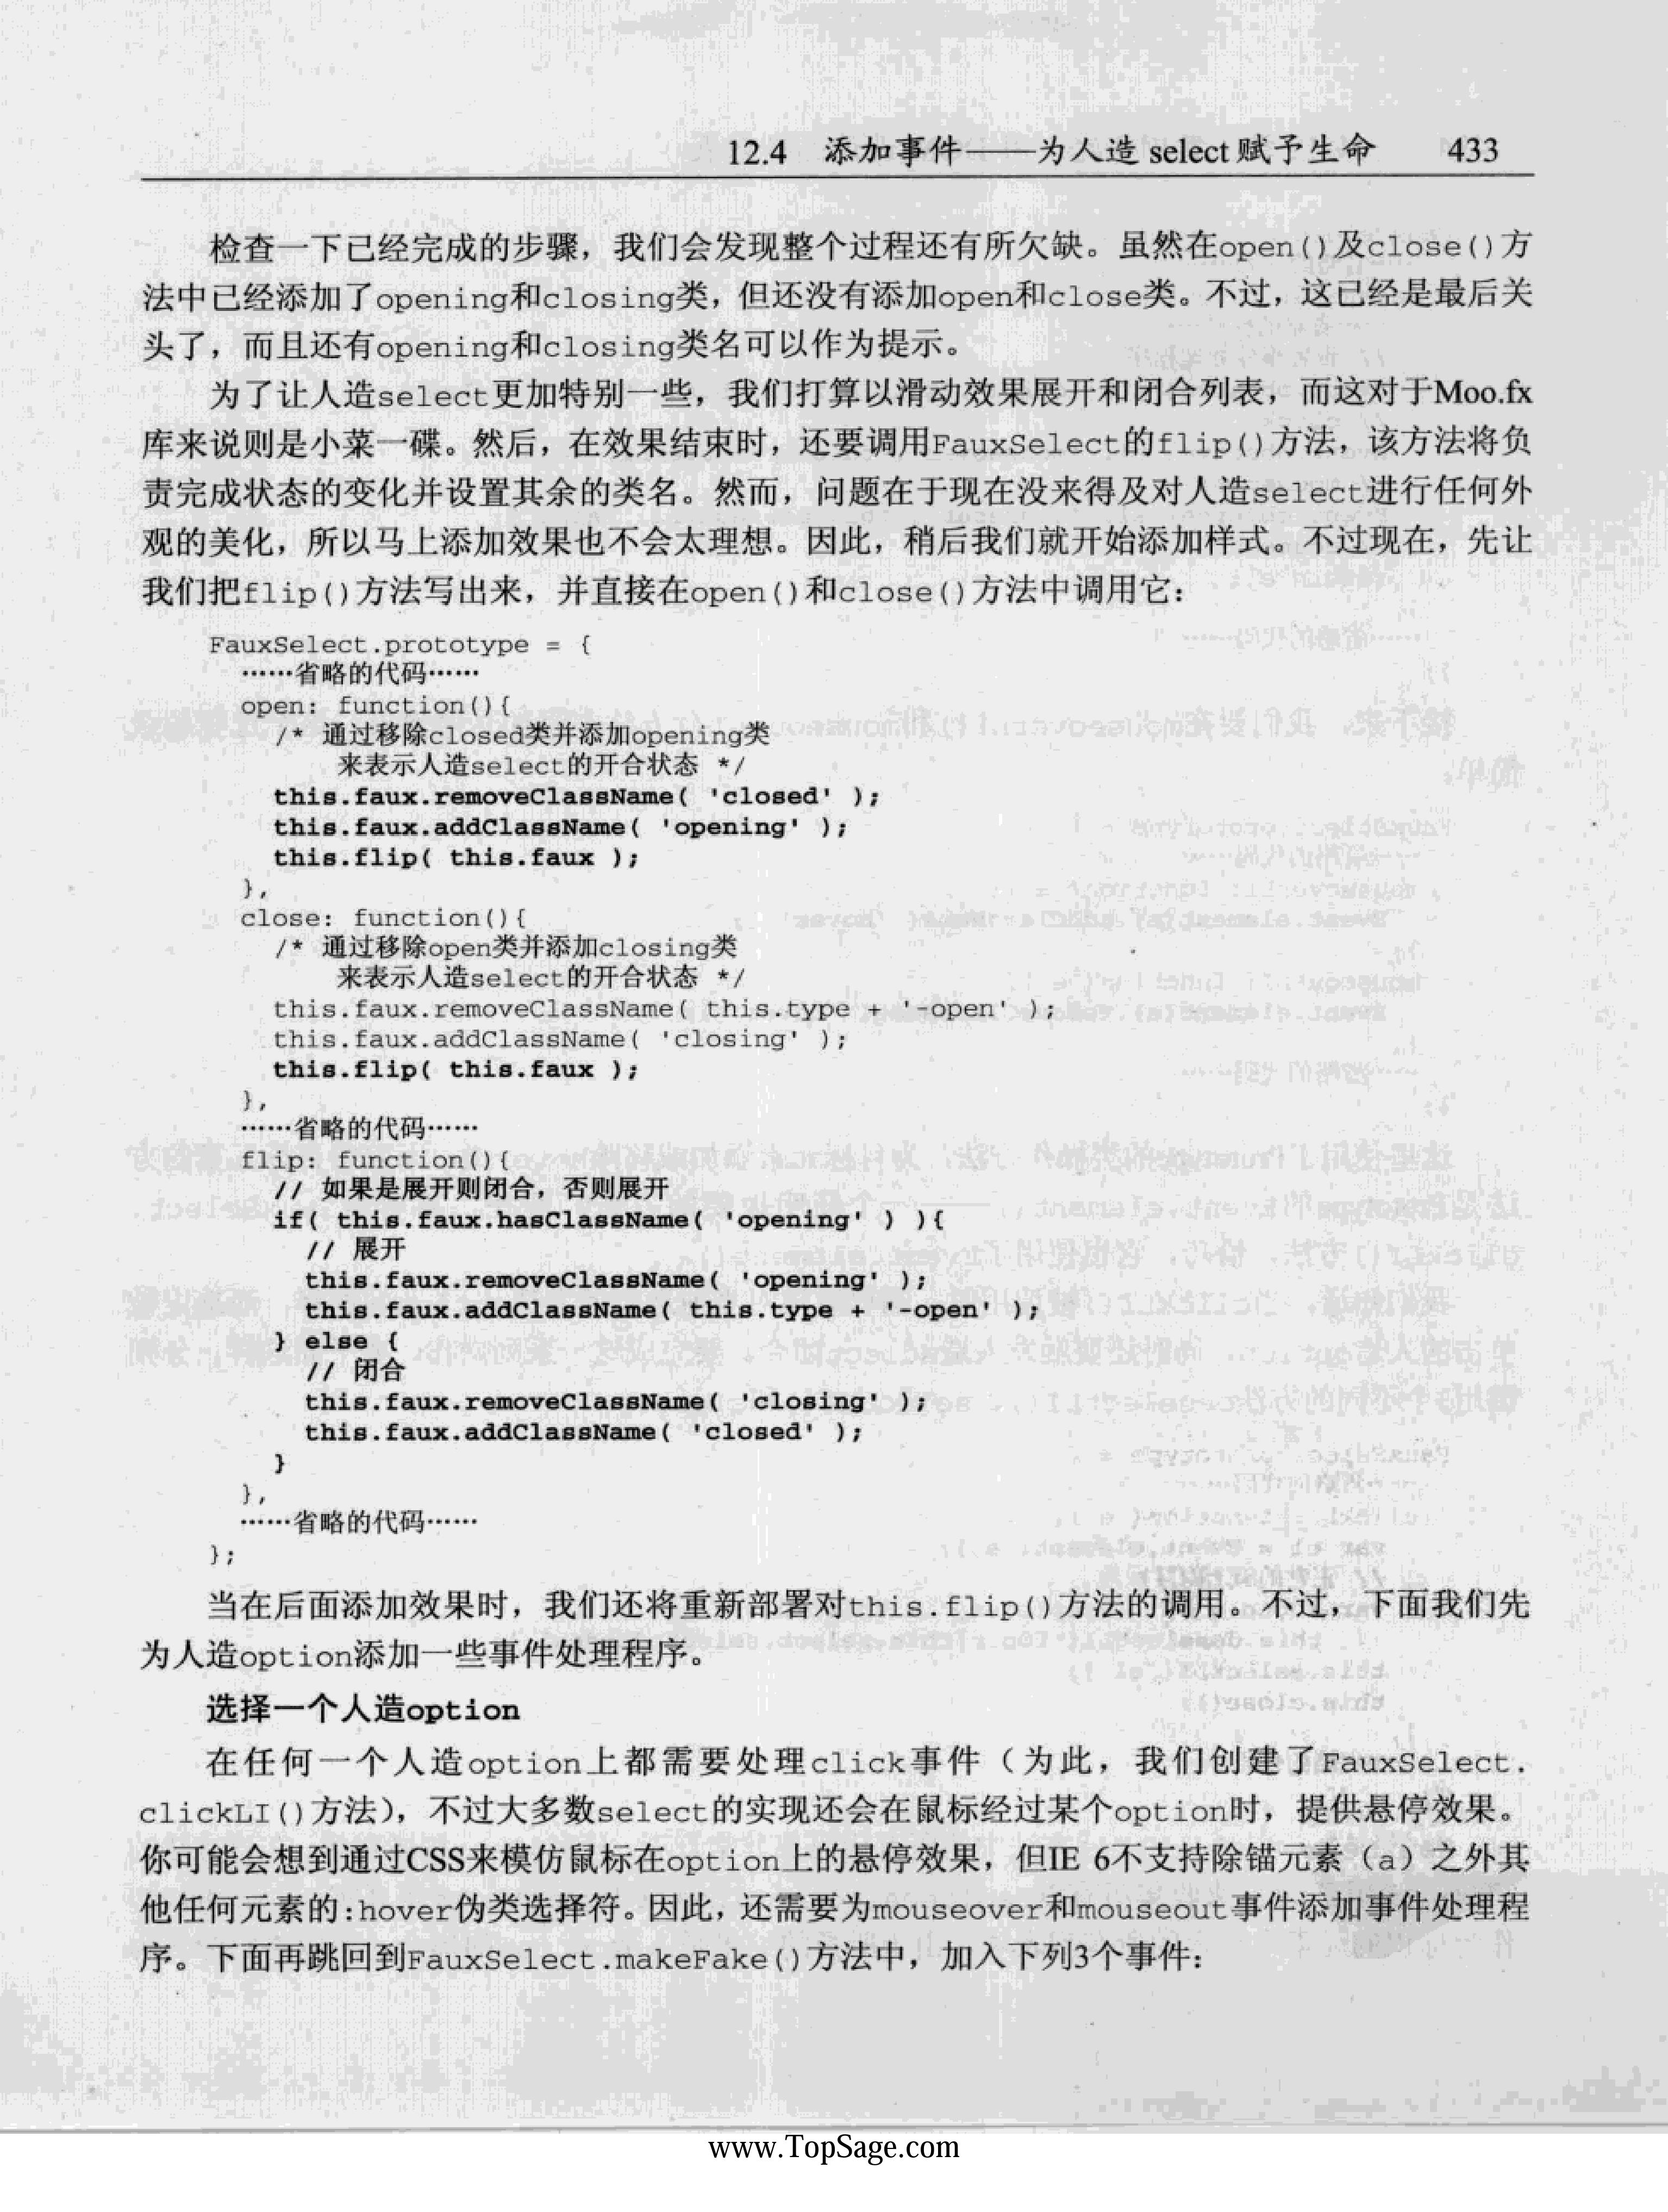 12.4 添加事件——为人造 select 赋予生命 433
检查一下已经完成的步骤，我们会发现整个过程还有所欠缺。虽然在open()及close()方
法中已经添加了opening和closing类，但还没有添加open和close类。不过，这已经是最后关
头了，而且还有opening和closing类名可以作为提示。
为了让人造select更加特别一些，我们打算以滑动效果展开和闭合列表，而这对于Moo.fx
库来说则是小菜一碟。然后，在效果结束时，还要调用FauxSelect的flip()方法，该方法将负
责完成状态的变化并设置其余的类名。然而，问题在于现在没来得及对人造select进行任何外
观的美化，所以马上添加效果也不会太理想。因此，稍后我们就开始添加样式。不过现在，先让
我们把flip()方法写出来，并直接在open()和close()方法中调用它：
FauxSelect.prototype = {
……省略的代码……
open: function(){
/* 通过移除closed类并添加opening类
来表示人造select的开合状态 */
this.faux.removeClassName( 'closed' );
this.faux.addClassName( 'opening' );
this.flip( this.faux );
},
close: function(){
/* 通过移除open类并添加closing类
来表示人造select的开合状态 */
this.faux.removeClassName( this.type + '-open' );
this.faux.addClassName( 'closing' );
this.flip( this.faux );
},
……省略的代码……
flip: function(){
// 如果是展开则闭合，否则展开
if( this.faux.hasClassName( 'opening' ) ){
// 展开
this.faux.removeClassName( 'opening' );
this.faux.addClassName( this.type + '-open' );
} else {
// 闭合
this.faux.removeClassName( 'closing' );
this.faux.addClassName( 'closed' );
}
},
……省略的代码……
};
当在后面添加效果时，我们还将重新部署对this.flip()方法的调用。不过，下面我们先
为人造option添加一些事件处理程序。
选择一个人造option
在任何一个人造option上都需要处理click事件（为此，我们创建了FauxSelect.
clickLI()方法），不过大多数select的实现还会在鼠标经过某个option时，提供悬停效果。
你可能会想到通过CSS来模仿鼠标在option上的悬停效果，但IE 6不支持除锚元素（a）之外其
他任何元素的:hover伪类选择符。因此，还需要为mouseover和mouseout事件添加事件处理程
序。下面再跳回到FauxSelect.makeFake()方法中，加入下列3个事件：
www.TopSage.com